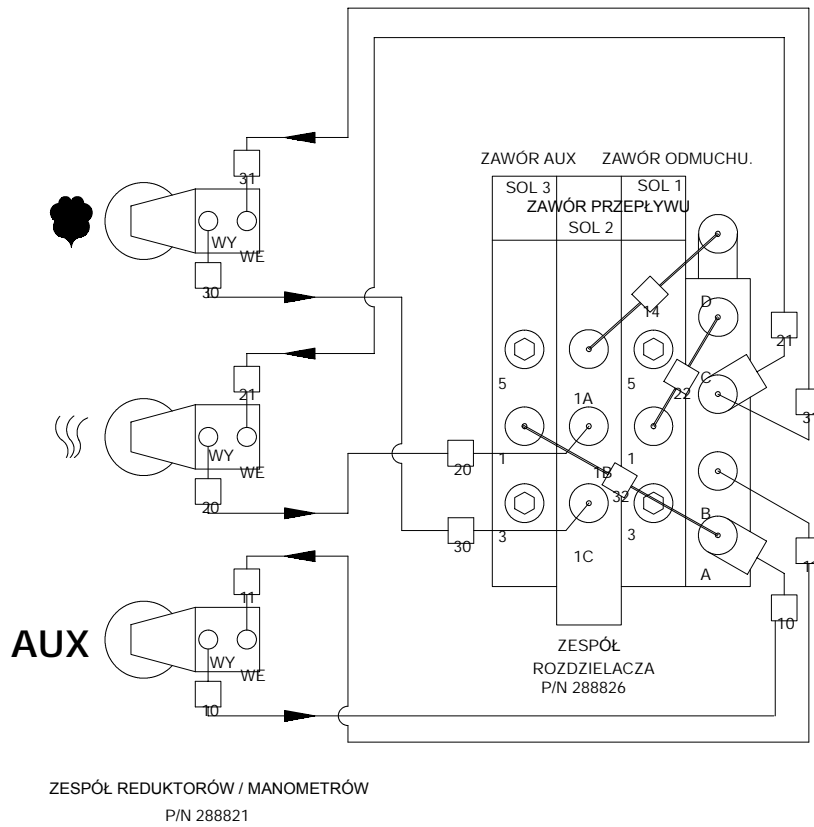 ZAWÓR AUX
ZAWÓR ODMUCHU.
SOL 3
SOL 1
ZAWÓR PRZEPŁYWU
SOL 2
31
WY
WE
30
14
D
21
21
5
1A
5
22
C
31
WY
WE
20
20
1
1B
1
32
30
3
1C
3
B
A
11
11
10
AUX
WY
WE
10
ZESPÓŁ
ROZDZIELACZA
P/N 288826
ZESPÓŁ REDUKTORÓW / MANOMETRÓW
P/N 288821